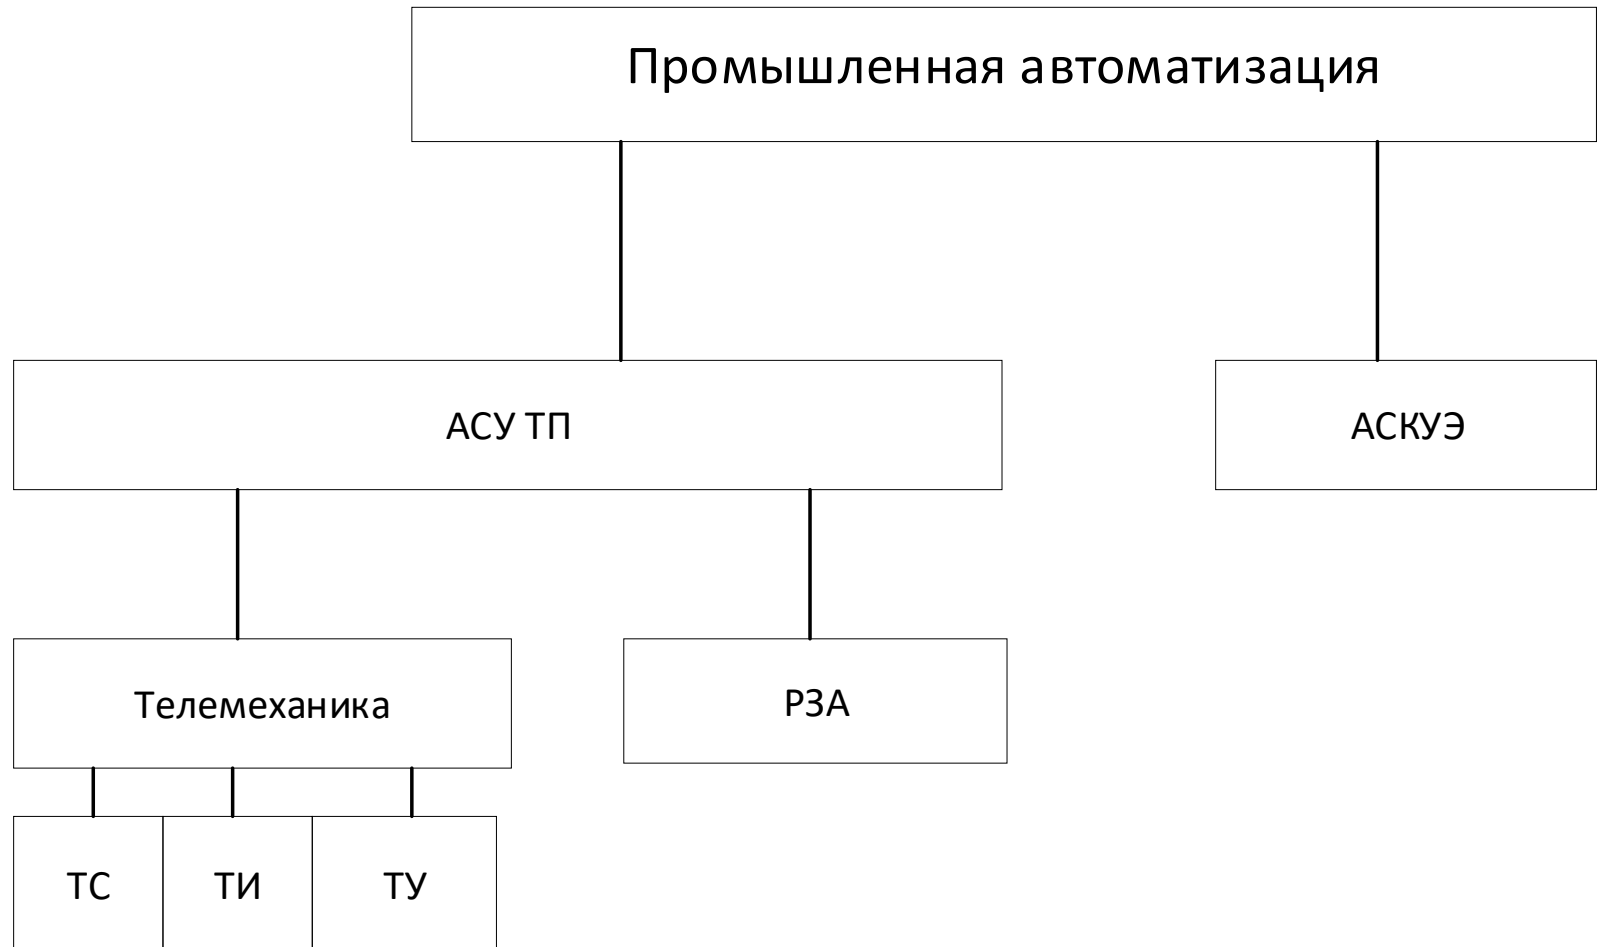 Промышленная автоматизация
АСУ ТП
АСКУЭ
Телемеханика
РЗА
ТС
ТИ
ТУ